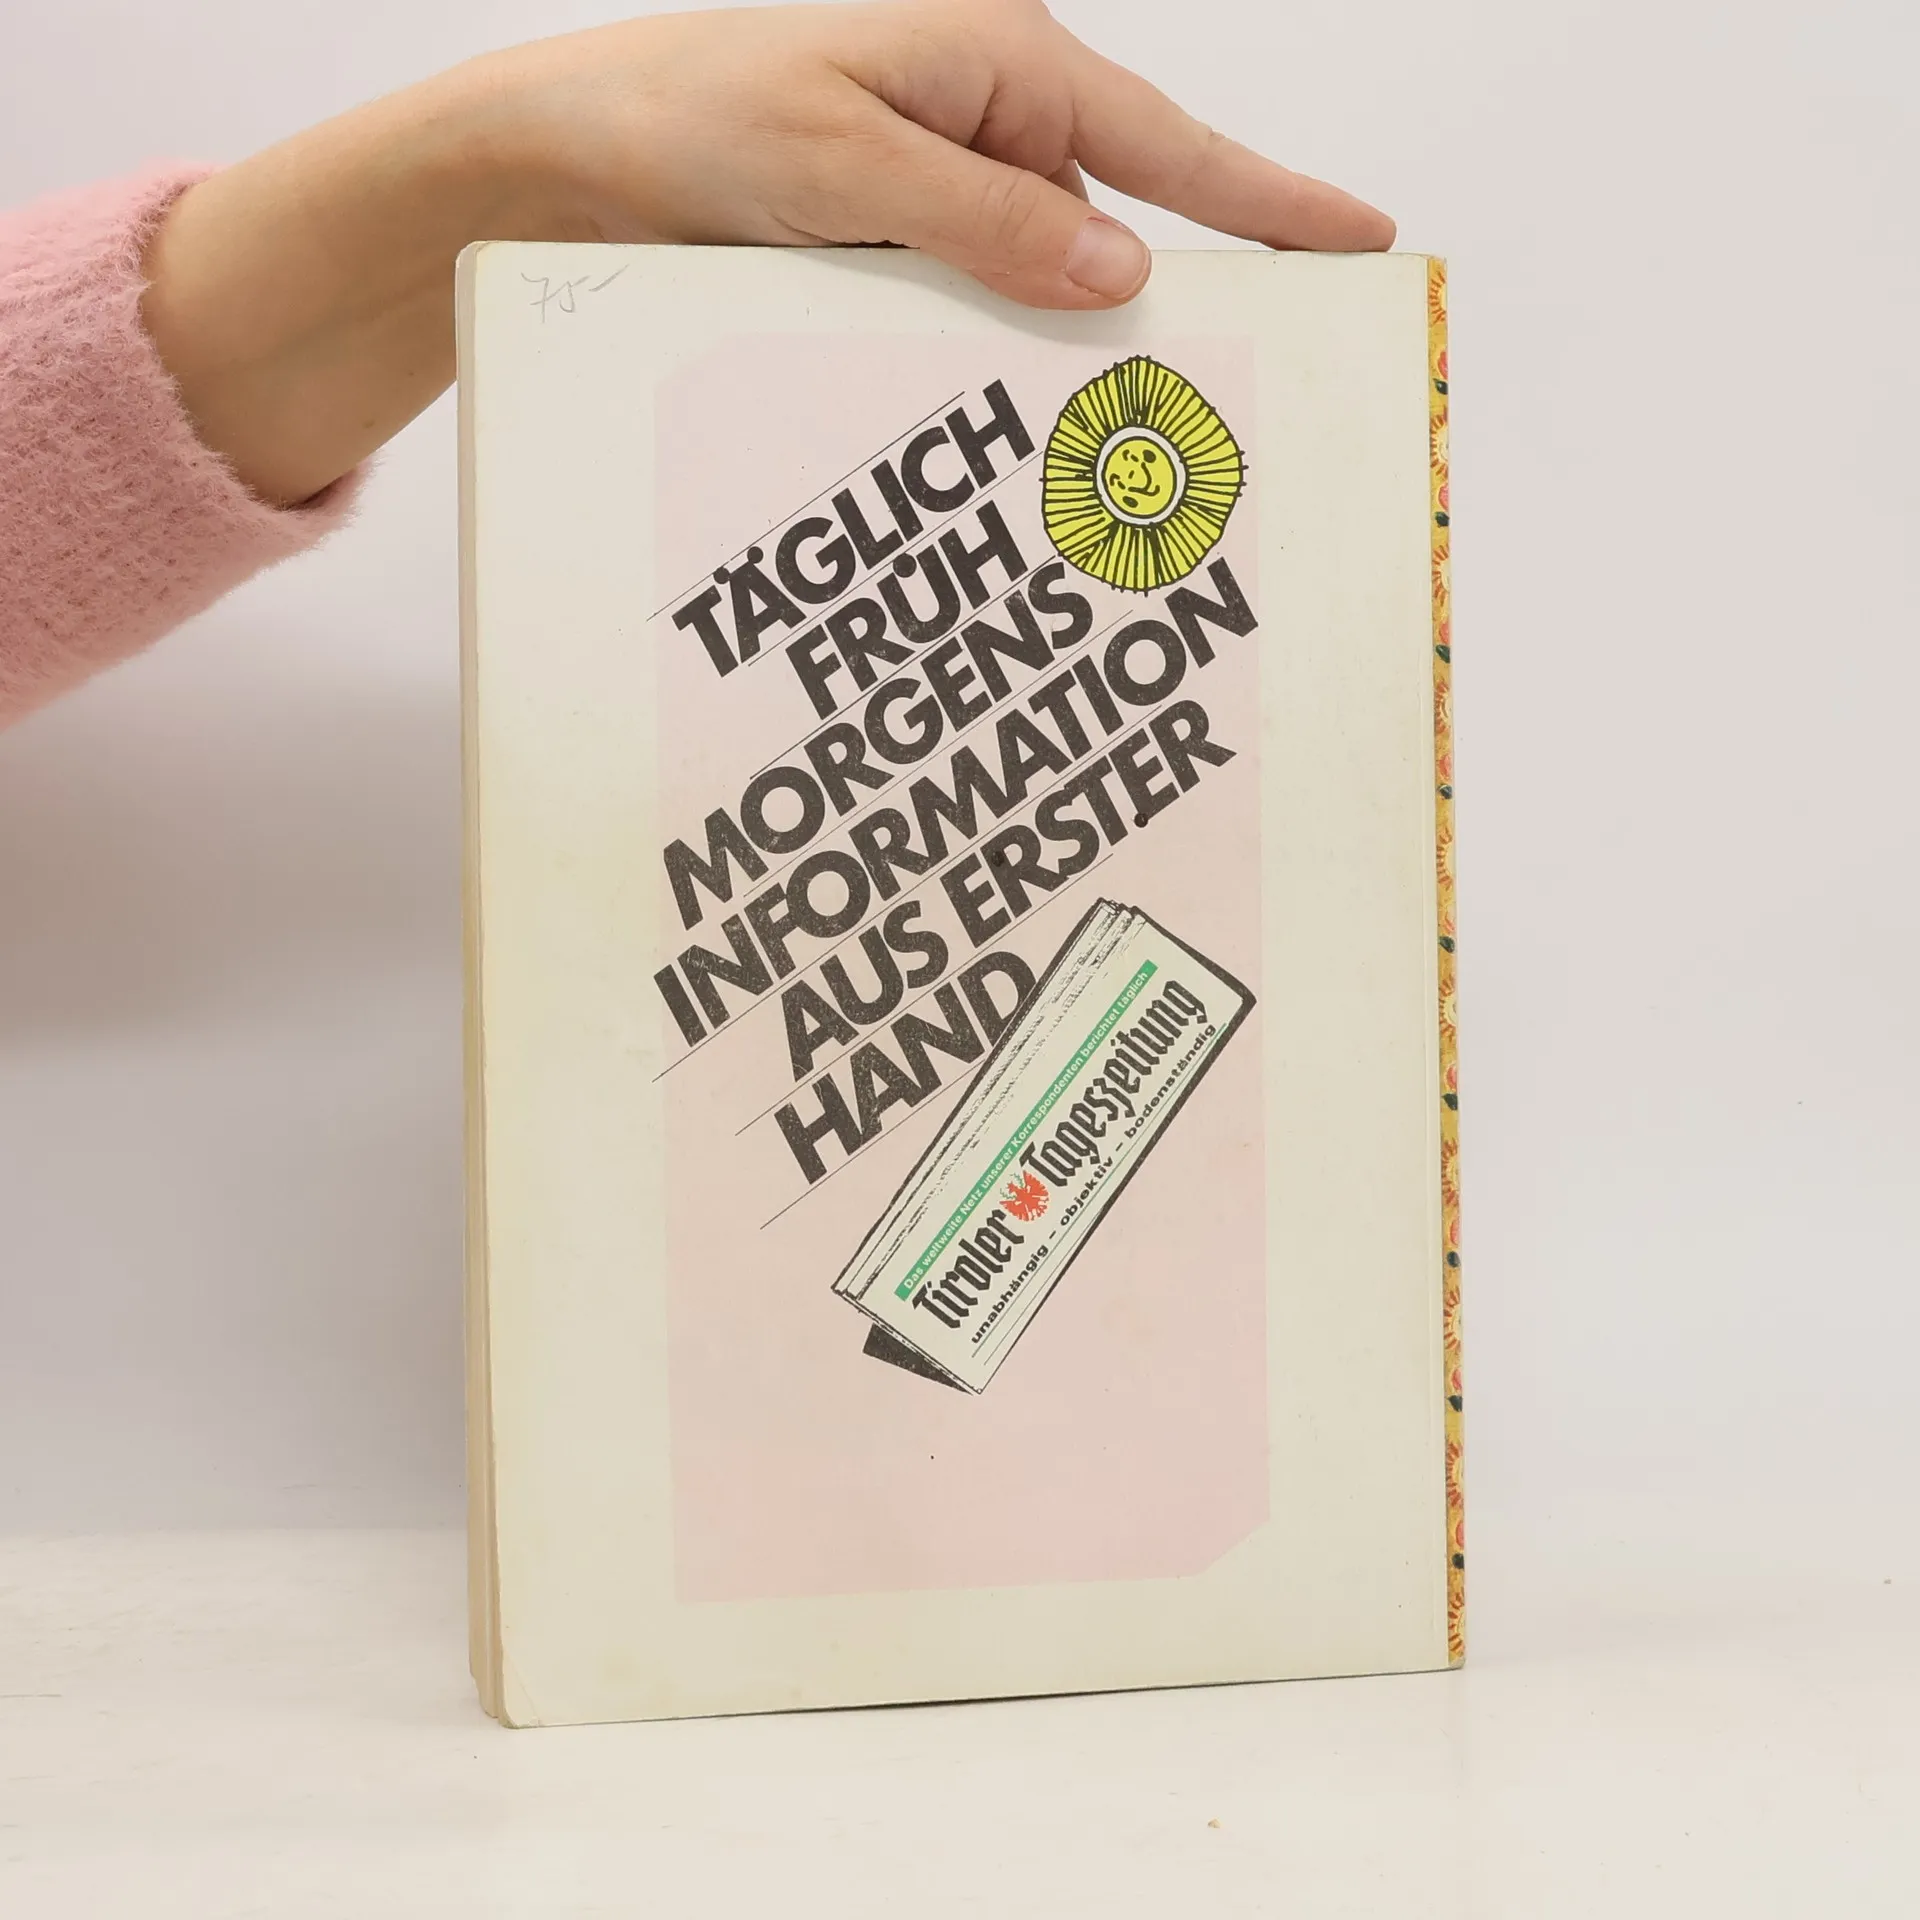 75-
TÄGLICH
FRÜH
MORGENS
INFORMATION
AUS ERSTER
HAND
Das weltweite Netz unserer Korrespondenten berichtet täglich
Tiroler Tageszeitung
unabhängig – objektiv – bodenständig